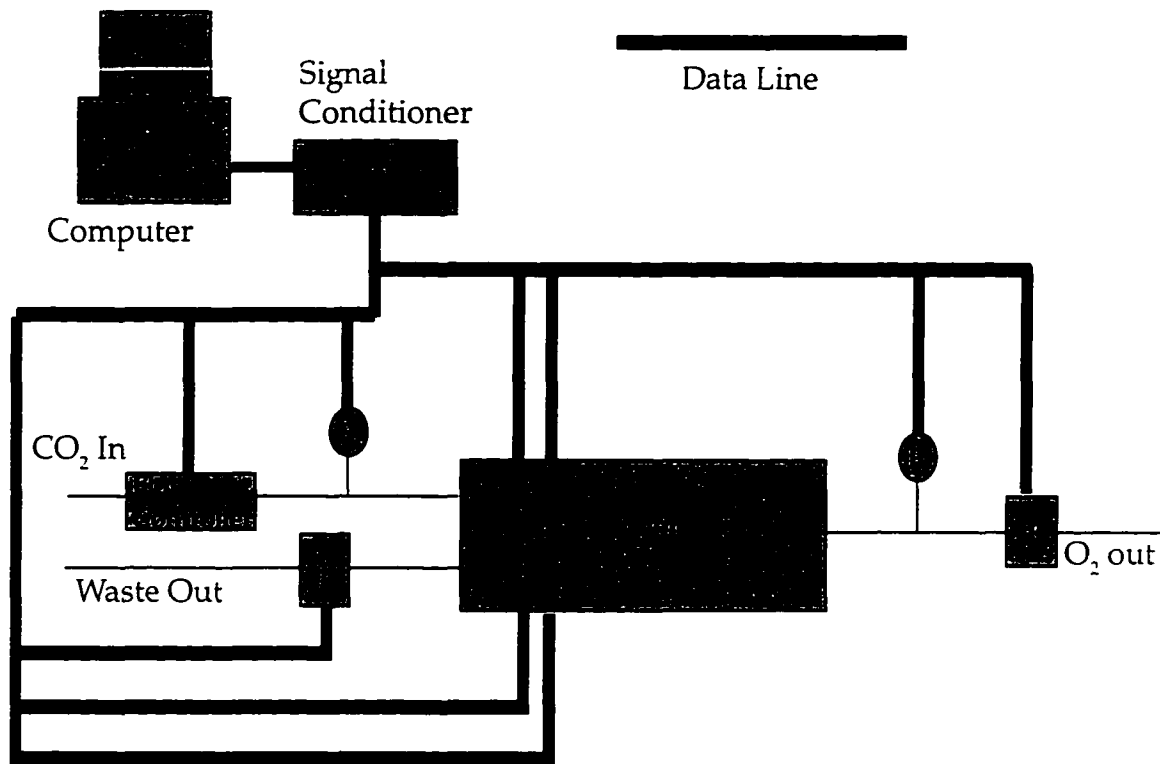 Signal
Conditioner
Data Line
Computer
CO₂ In
Waste Out
O₂ out